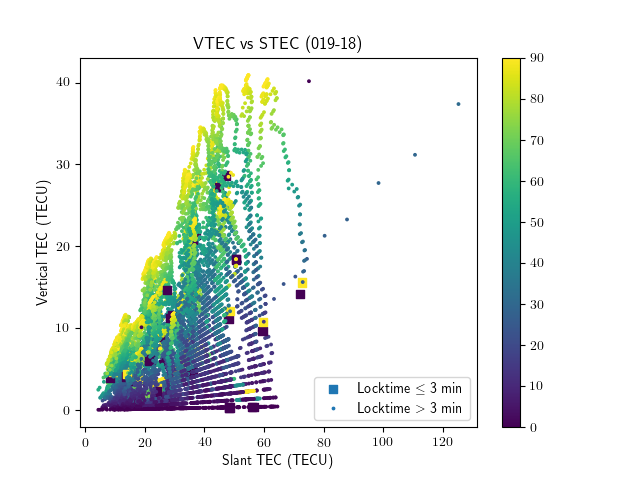 VTEC vs STEC (019-18)
40
30
20
10
0
Vertical TEC (TECU)
0 20 40 60 80 100 120
Slant TEC (TECU)
Locktime ≤ 3 min
Locktime > 3 min
90
80
70
60
50
40
30
20
10
0